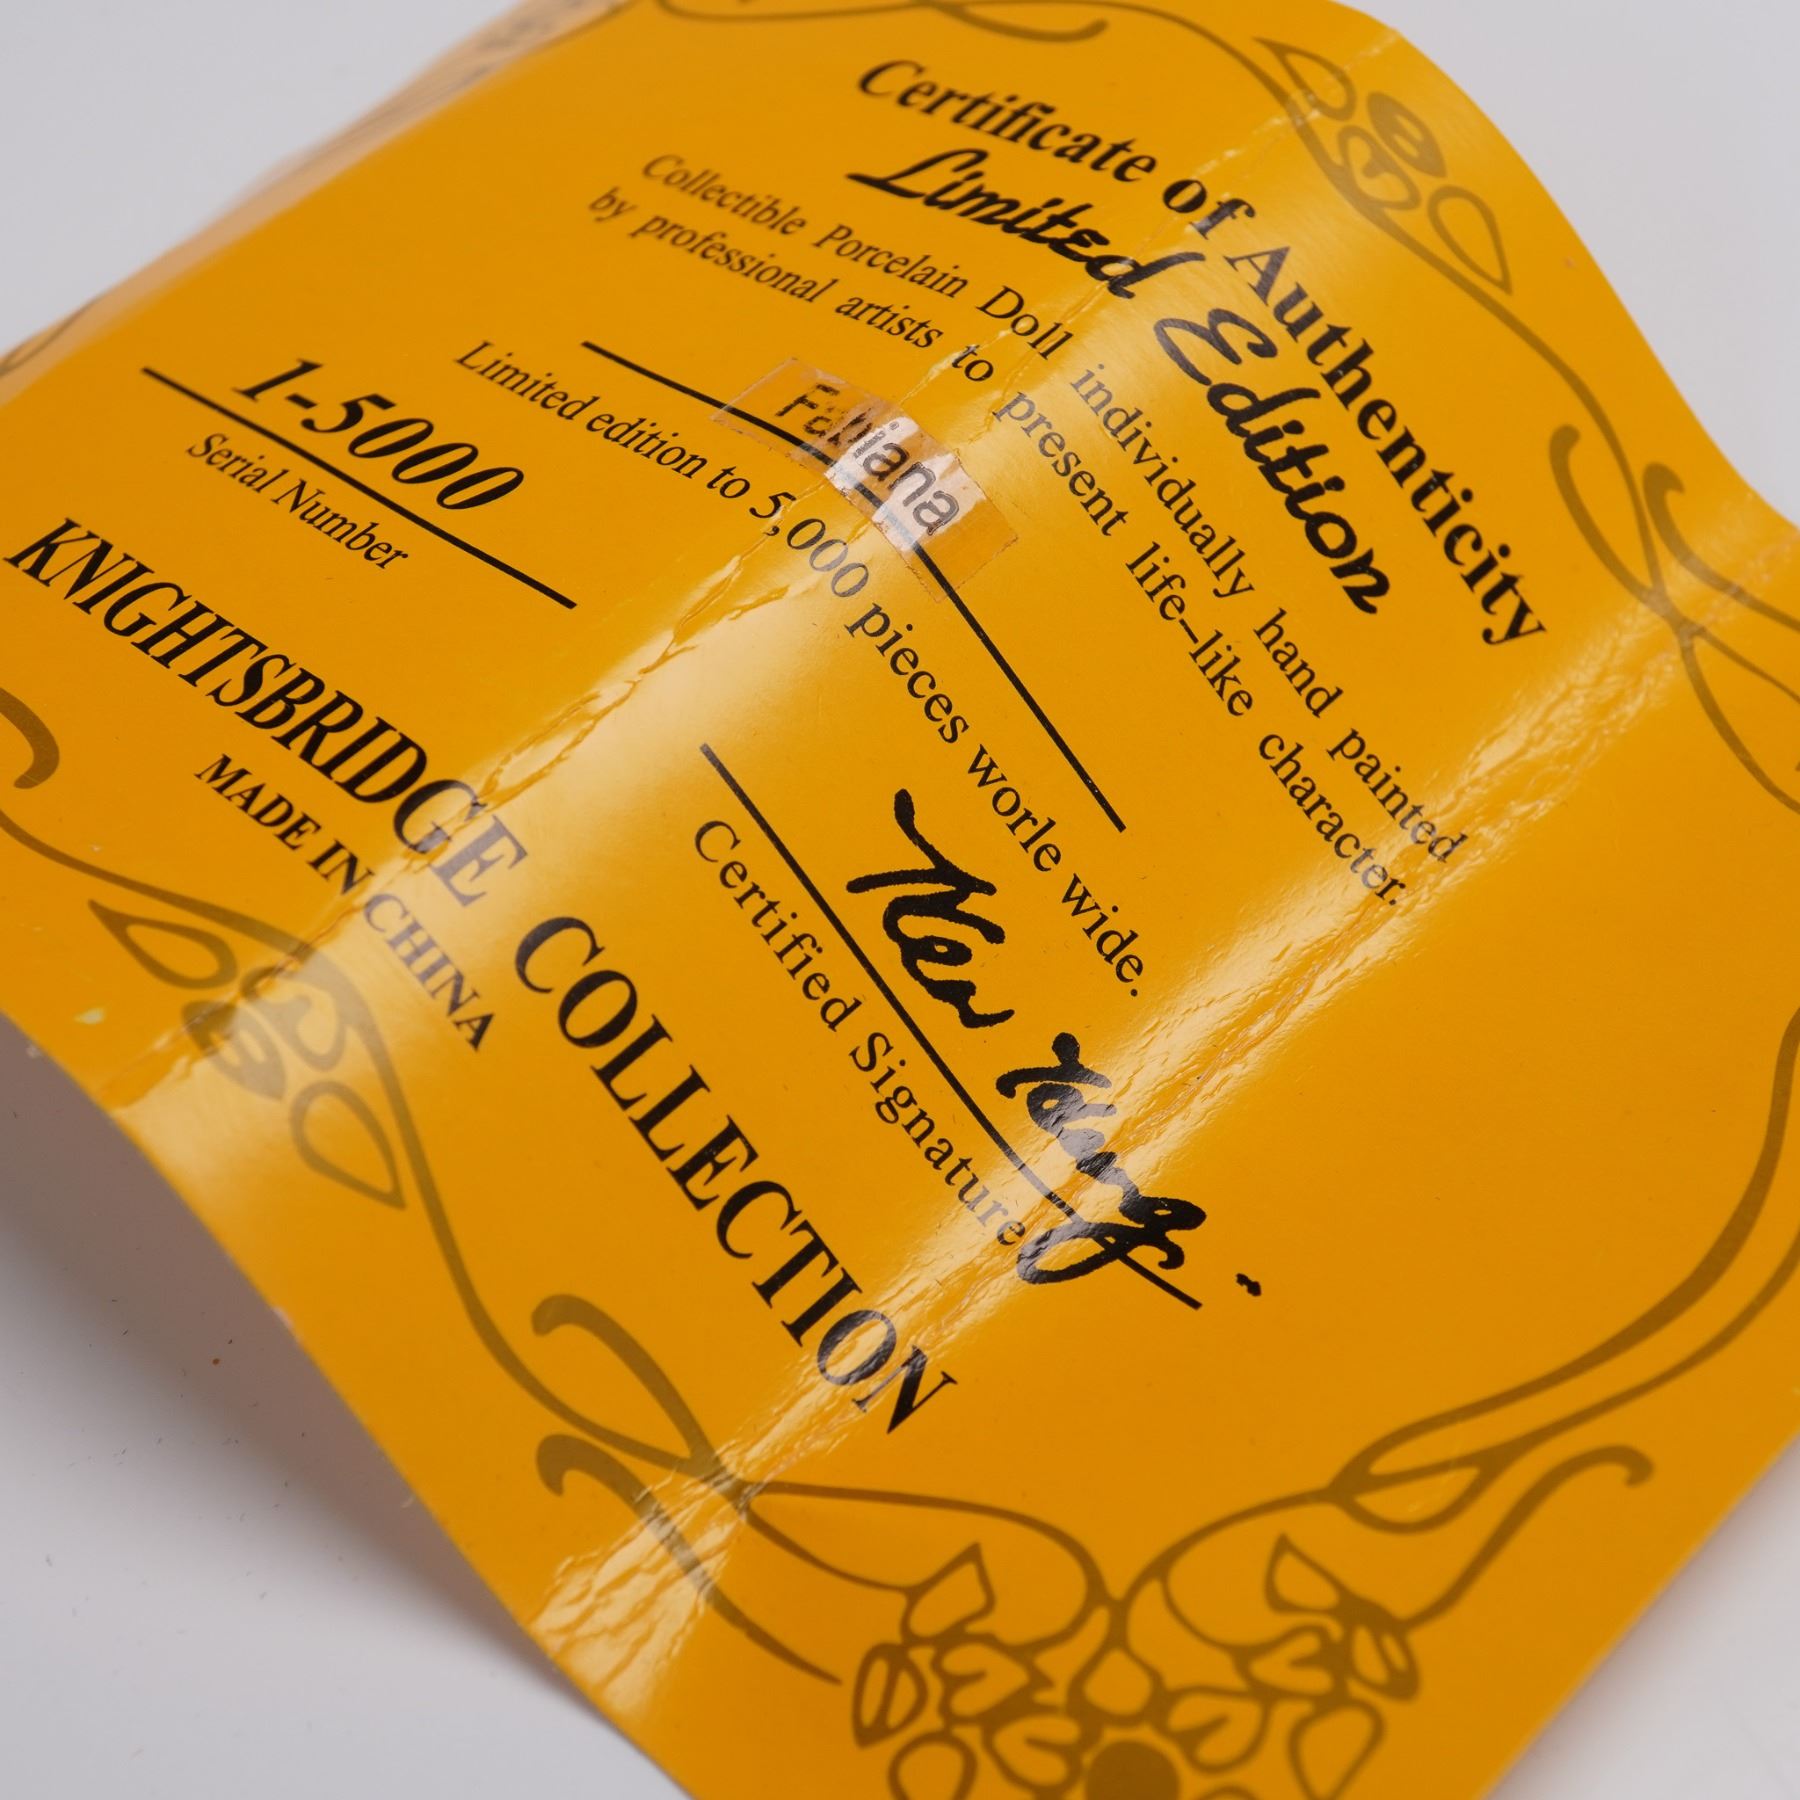 Certificate of Authenticity
Limited Edition
Collectible Porcelain Doll individually hand painted
by professional artists to present life-like character.
Fabiana
Limited edition to 5,000 pieces worle wide.
1-5000
Serial Number
Certified Signature
KNIGHTSBRIDGE COLLECTION
MADE IN CHINA